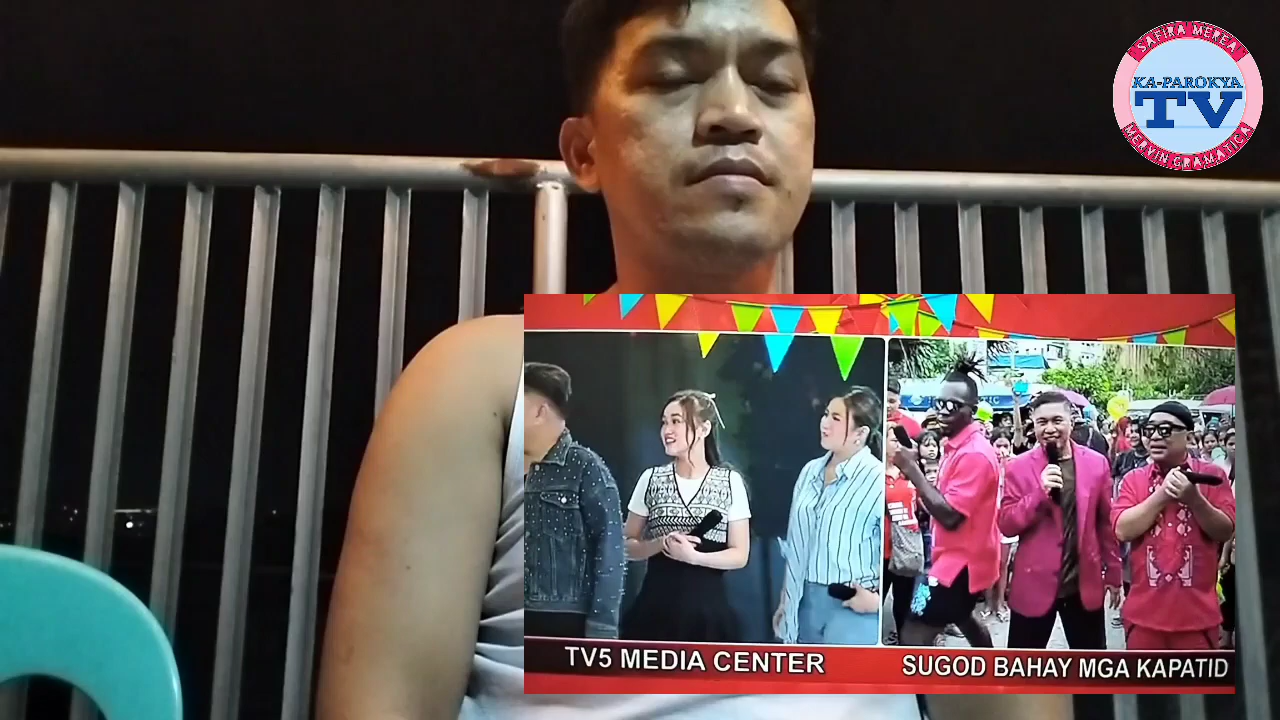 SAFIRA MEREA
KA-PAROKYA
TV
MERVIN GRAMATICA
TV5 MEDIA CENTER
SUGOD BAHAY MGA KAPATID